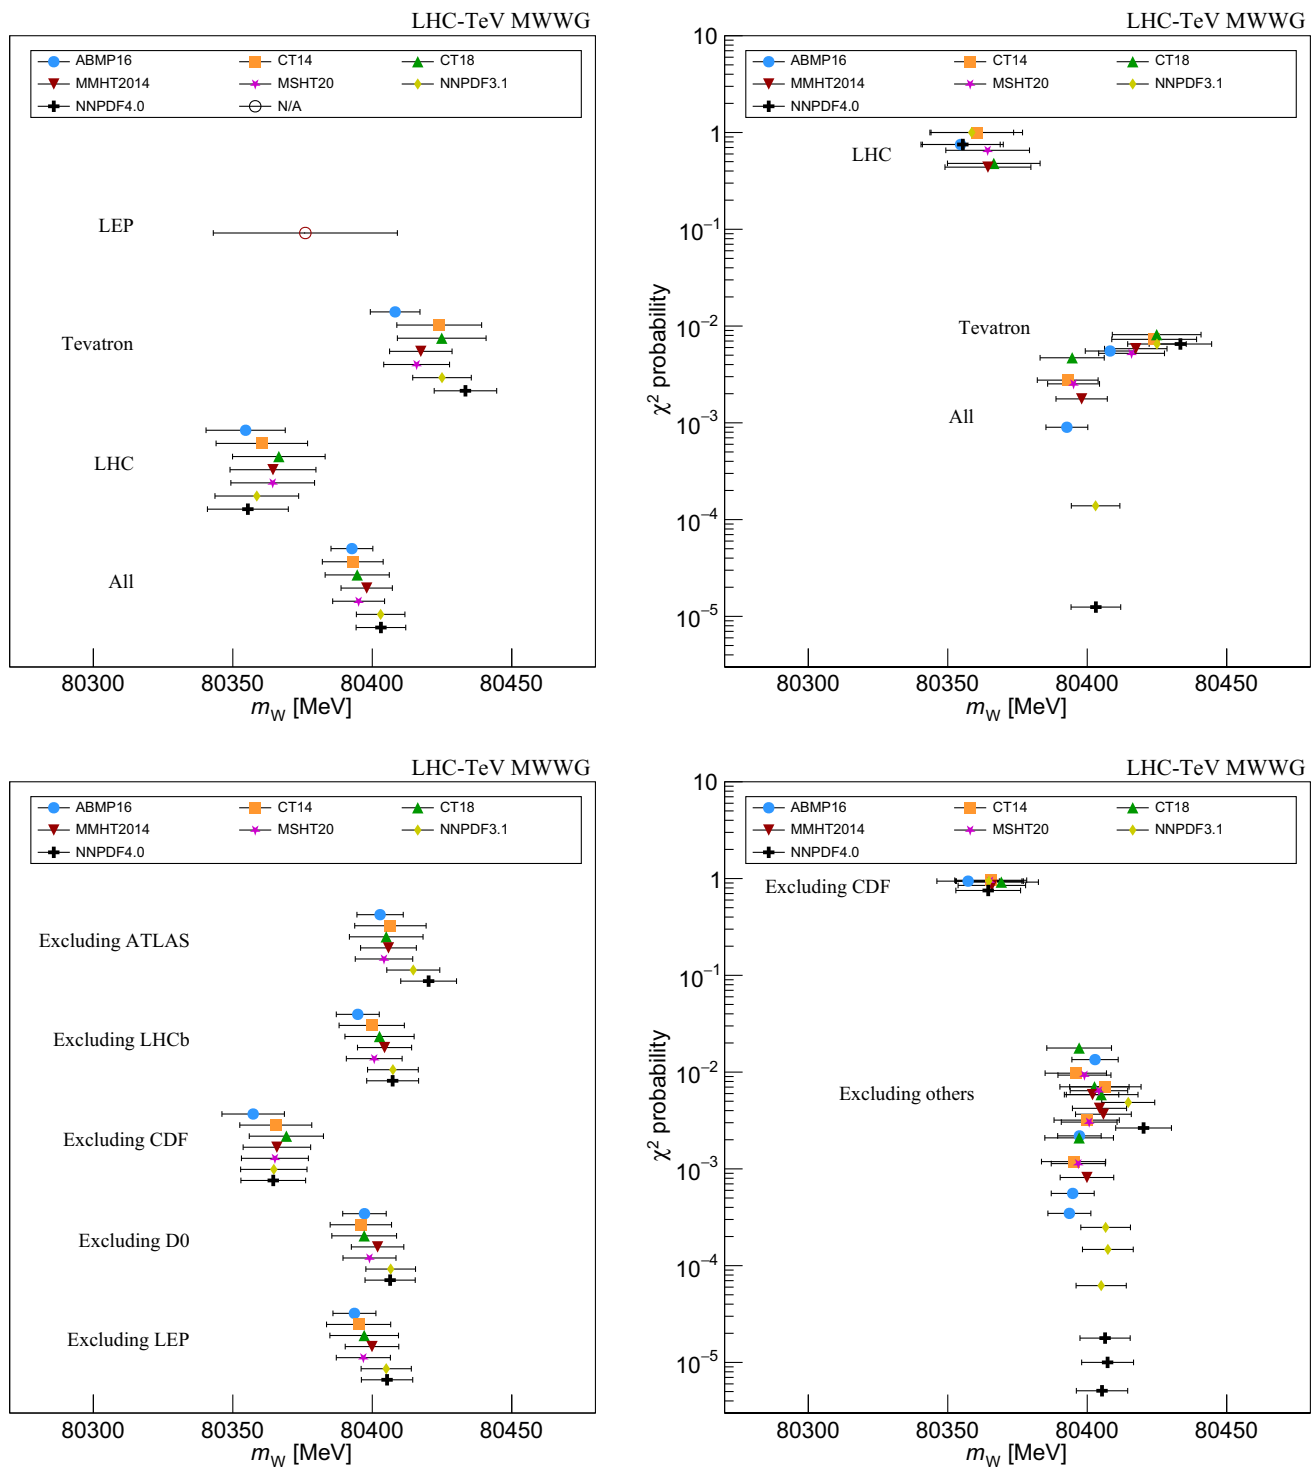 LHC-TeV MWWG
ABMP16 CT14 CT18
MMHT2014 MSHT20 NNPDF3.1
NNPDF4.0 N/A
LEP
Tevatron
LHC
All
80300 80350 80400 80450
m_W [MeV]
LHC-TeV MWWG
10
ABMP16 CT14 CT18
MMHT2014 MSHT20 NNPDF3.1
NNPDF4.0
1
LHC
10⁻¹
10⁻²
Tevatron
χ² probability
All
10⁻³
10⁻⁴
10⁻⁵
80300 80350 80400 80450
m_W [MeV]
LHC-TeV MWWG
ABMP16 CT14 CT18
MMHT2014 MSHT20 NNPDF3.1
NNPDF4.0
Excluding ATLAS
Excluding LHCb
Excluding CDF
Excluding D0
Excluding LEP
80300 80350 80400 80450
m_W [MeV]
LHC-TeV MWWG
10
ABMP16 CT14 CT18
MMHT2014 MSHT20 NNPDF3.1
NNPDF4.0
1
Excluding CDF
10⁻¹
10⁻²
Excluding others
χ² probability
10⁻³
10⁻⁴
10⁻⁵
80300 80350 80400 80450
m_W [MeV]